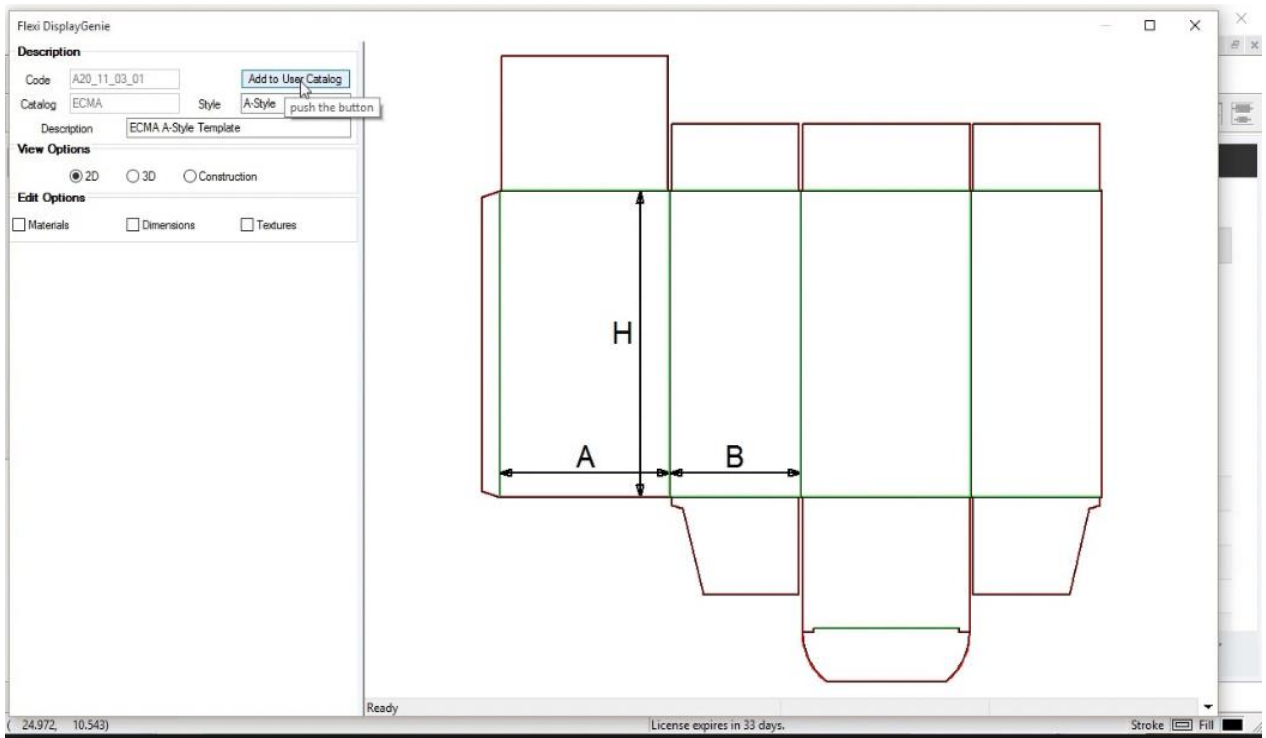 Flexi DisplayGenie
Description
Code A20_11_03_01 Add to User Catalog
Catalog ECMA Style A-Style
push the button
Description ECMA A-Style Template
View Options
2D 3D Construction
Edit Options
Materials Dimensions Textures
H
A B
Ready
( 24.972, 10.543) License expires in 33 days. Stroke Fill